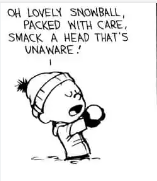 OH LOVELY SNOWBALL,
PACKED WITH CARE,
SMACK A HEAD THAT'S
UNAWARE!